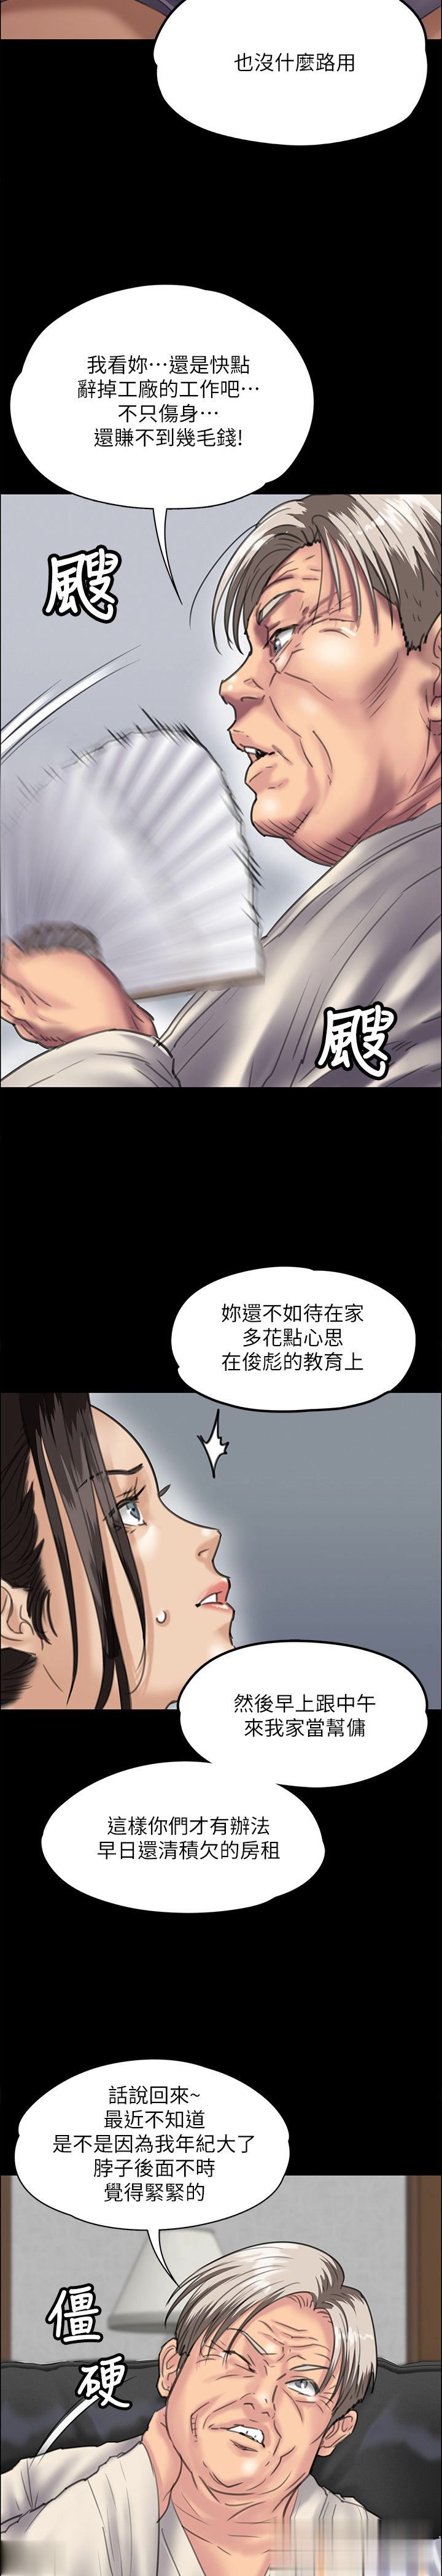 也沒什麼路用
我看妳⋯還是快點
辭掉工廠的工作吧⋯
不只傷身⋯
還賺不到幾毛錢!
颼
颼
妳還不如待在家
多花點心思
在俊彪的教育上
然後早上跟中午
來我家當幫傭
這樣你們才有辦法
早日還清積欠的房租
話說回來~
最近不知道
是不是因為我年紀大了
脖子後面不時
覺得緊緊的
僵
硬